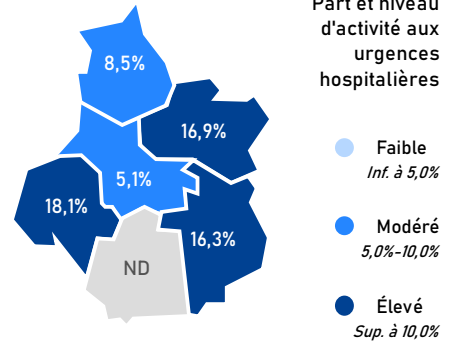 Part et niveau
d'activité aux
urgences
hospitalières
8,5%
16,9%
5,1%
18,1%
16,3%
ND
Faible
Inf. à 5,0%
Modéré
5,0%-10,0%
Élevé
Sup. à 10,0%